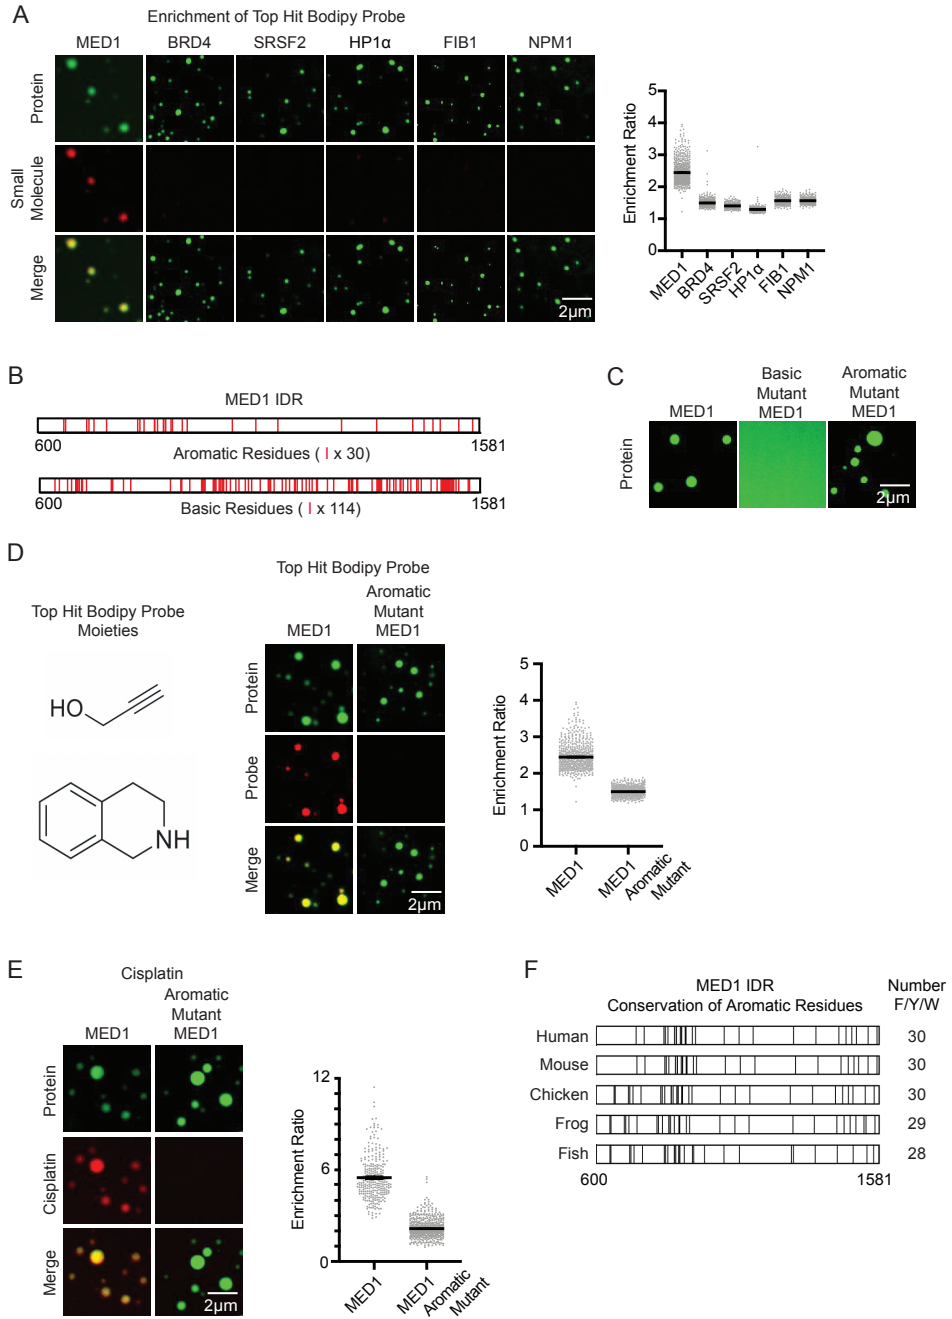 A
Enrichment of Top Hit Bodipy Probe
MED1 BRD4 SRSF2 HP1α FIB1 NPM1
Protein
Small
Molecule
Merge
2μm
Enrichment Ratio
5
4
3
2
1
0
MED1 BRD4 SRSF2 HP1α FIB1 NPM1
B
MED1 IDR
600 1581
Aromatic Residues ( I x 30)
600 1581
Basic Residues ( I x 114)
C
MED1
Basic
Mutant
MED1
Aromatic
Mutant
MED1
Protein
2μm
D
Top Hit Bodipy Probe
Moieties
HO
NH
Top Hit Bodipy Probe
MED1
Aromatic
Mutant
MED1
Protein
Probe
Merge
2μm
Enrichment Ratio
5
4
3
2
1
0
MED1
MED1
Aromatic
Mutant
E
Cisplatin
MED1
Aromatic
Mutant
MED1
Protein
Cisplatin
Merge
2μm
Enrichment Ratio
12
6
0
MED1
MED1
Aromatic
Mutant
F
MED1 IDR
Conservation of Aromatic Residues
Number
F/Y/W
Human 30
Mouse 30
Chicken 30
Frog 29
Fish 28
600 1581